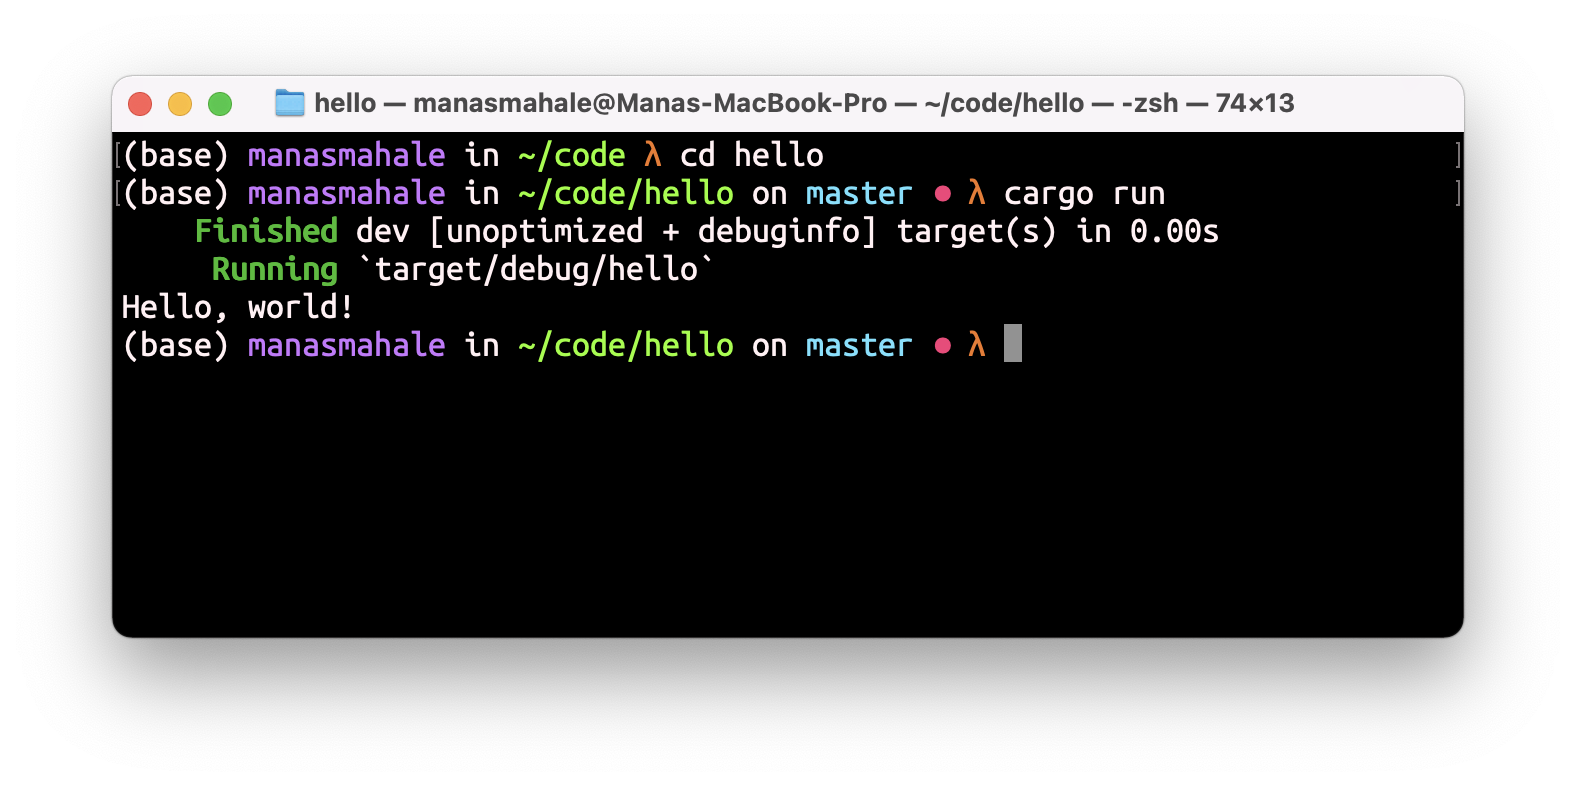 hello — manasmahale@Manas-MacBook-Pro — ~/code/hello — -zsh — 74×13
[(base) manasmahale in ~/code λ cd hello ]
[(base) manasmahale in ~/code/hello on master • λ cargo run ]
Finished dev [unoptimized + debuginfo] target(s) in 0.00s
Running `target/debug/hello`
Hello, world!
(base) manasmahale in ~/code/hello on master • λ